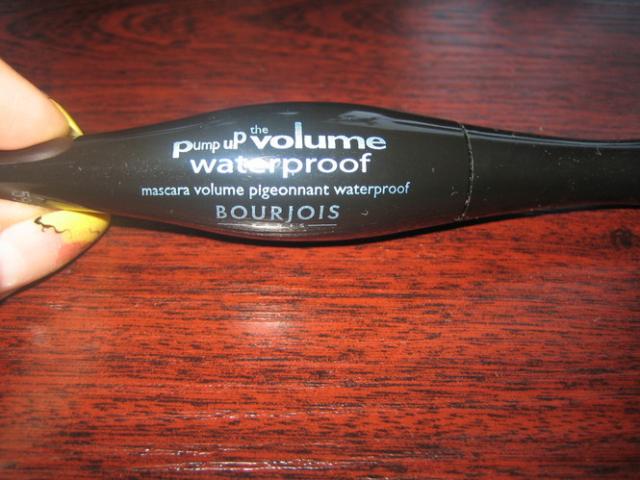 pump up the volume
waterproof
mascara volume pigeonnant waterproof
BOURJOIS